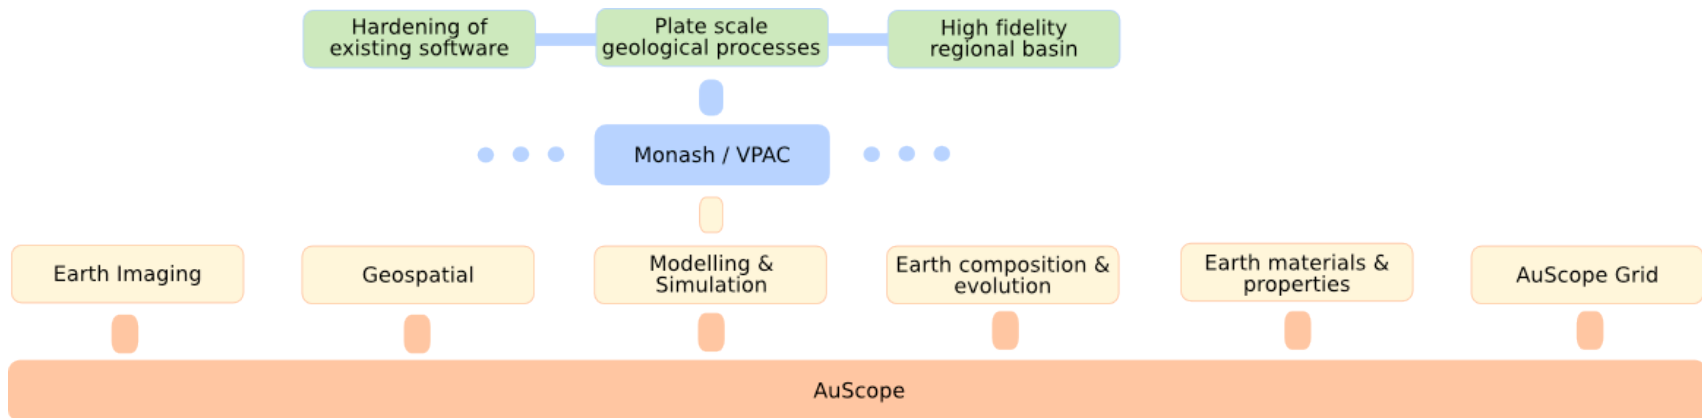 Hardening of
existing software
Plate scale
geological processes
High fidelity
regional basin
Monash / VPAC
Earth Imaging
Geospatial
Modelling &
Simulation
Earth composition &
evolution
Earth materials &
properties
AuScope Grid
AuScope